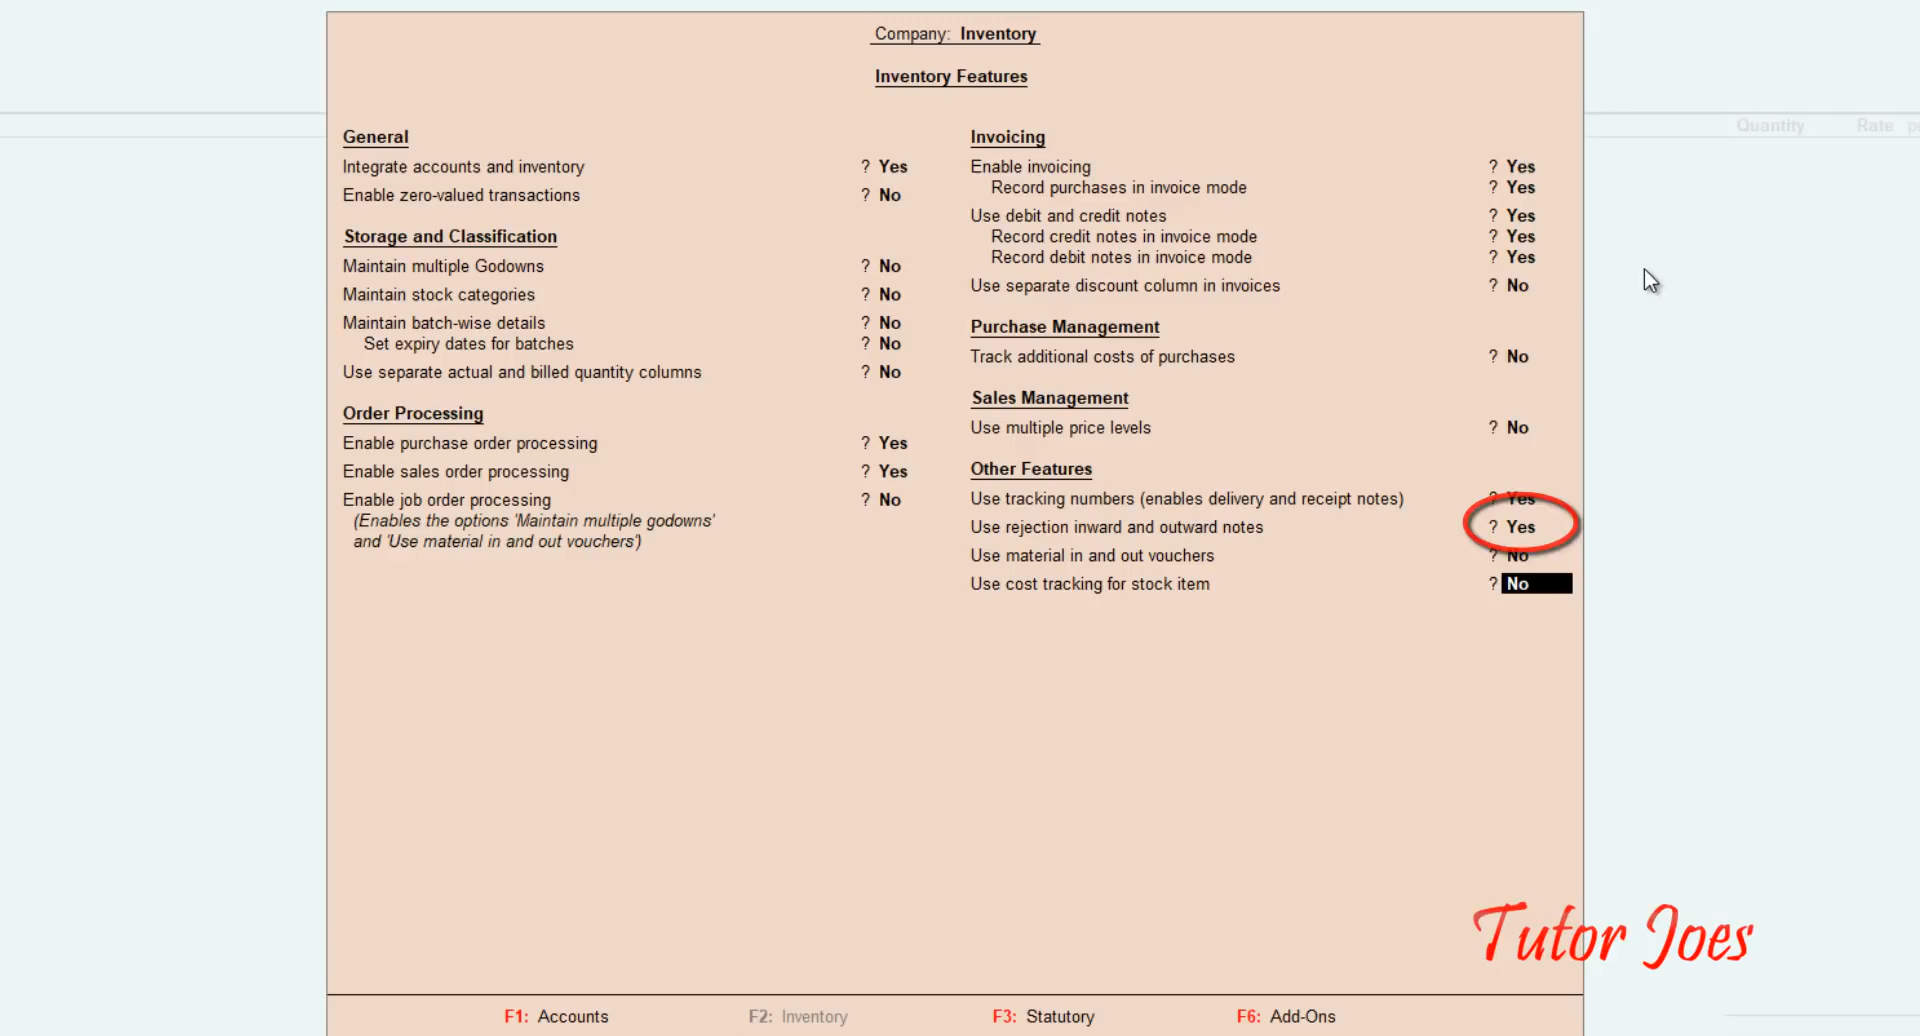 Company: Inventory
Inventory Features
General
Integrate accounts and inventory ? Yes
Enable zero-valued transactions ? No
Storage and Classification
Maintain multiple Godowns ? No
Maintain stock categories ? No
Maintain batch-wise details ? No
Set expiry dates for batches ? No
Use separate actual and billed quantity columns ? No
Order Processing
Enable purchase order processing ? Yes
Enable sales order processing ? Yes
Enable job order processing ? No
(Enables the options 'Maintain multiple godowns'
and 'Use material in and out vouchers')
Invoicing
Enable invoicing ? Yes
Record purchases in invoice mode ? Yes
Use debit and credit notes ? Yes
Record credit notes in invoice mode ? Yes
Record debit notes in invoice mode ? Yes
Use separate discount column in invoices ? No
Purchase Management
Track additional costs of purchases ? No
Sales Management
Use multiple price levels ? No
Other Features
Use tracking numbers (enables delivery and receipt notes) ? Yes
Use rejection inward and outward notes ? Yes
Use material in and out vouchers ? No
Use cost tracking for stock item ? No
Quantity Rate
Tutor Joes
F1: Accounts F2: Inventory F3: Statutory F6: Add-Ons